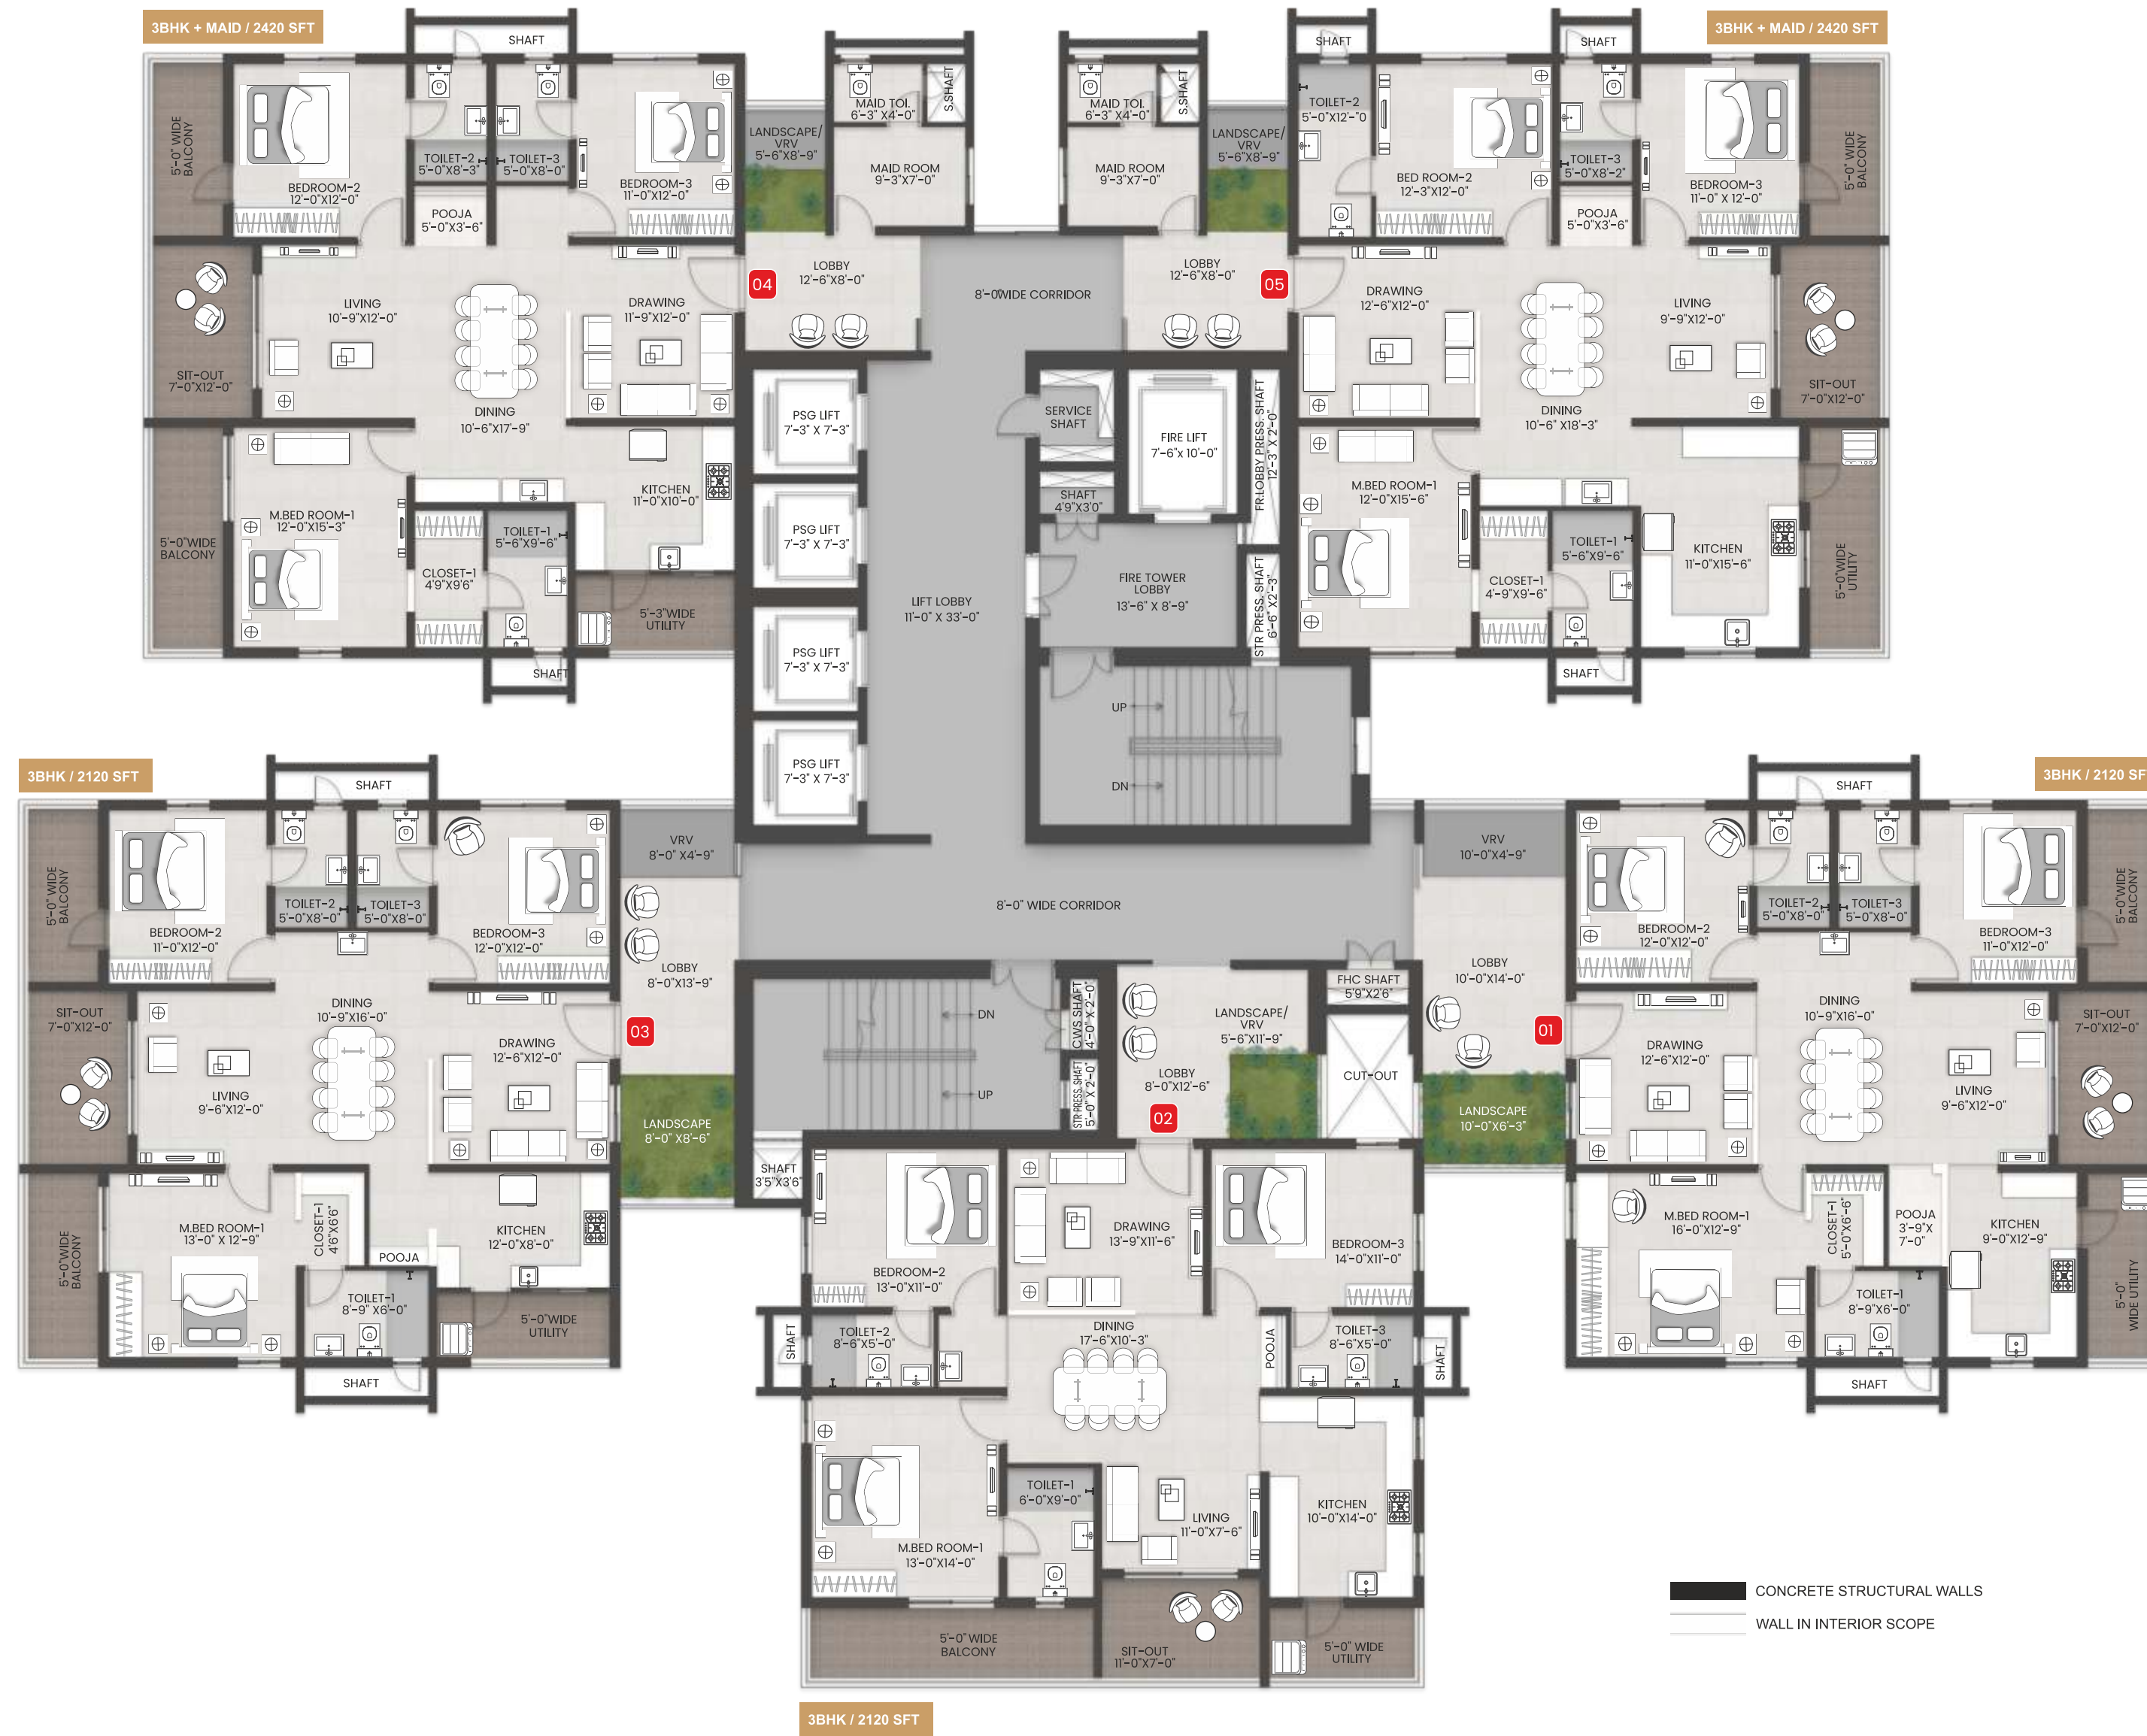 3BHK + MAID / 2420 SFT
SHAFT
5'-0" WIDE
BALCONY
BEDROOM-2
12'-0"X12'-0"
TOILET-2
5'-0"X8'-3"
TOILET-3
5'-0"X8'-0"
POOJA
5'-0"X3'-6"
BEDROOM-3
11'-0"X12'-0"
LANDSCAPE/
VRV
5'-6"X8'-9"
MAID TOI.
6'-3" X4'-0"
S.SHAFT
MAID ROOM
9'-3"X7'-0"
LOBBY
12'-6"X8'-0"
04
SIT-OUT
7'-0"X12'-0"
LIVING
10'-9"X12'-0"
DINING
10'-6"X17'-9"
DRAWING
11'-9"X12'-0"
KITCHEN
11'-0"X10'-0"
M.BED ROOM-1
12'-0"X15'-3"
5'-0"WIDE
BALCONY
CLOSET-1
4'9"X9'6"
TOILET-1
5'-6"X9'-6"
5'-3"WIDE
UTILITY
SHAFT
3BHK + MAID / 2420 SFT
MAID TOI.
6'-3" X4'-0"
S.SHAFT
MAID ROOM
9'-3"X7'-0"
LANDSCAPE/
VRV
5'-6"X8'-9"
LOBBY
12'-6"X8'-0"
05
SHAFT
TOILET-2
5'-0"X12'-"0
BED ROOM-2
12'-3"X12'-0"
SHAFT
TOILET-3
5'-0"X8'-2"
POOJA
5'-0"X3'-6"
BEDROOM-3
11'-0" X 12'-0"
5'-0" WIDE
BALCONY
DRAWING
12'-6"X12'-0"
DINING
10'-6" X18'-3"
LIVING
9'-9"X12'-0"
SIT-OUT
7'-0"X12'-0"
M.BED ROOM-1
12'-0"X15'-6"
CLOSET-1
4'-9"X9'-6"
TOILET-1
5'-6"X9'-6"
KITCHEN
11'-0"X15'-6"
5'-0"WIDE
UTILITY
SHAFT
8'-0WIDE CORRIDOR
PSG LIFT
7'-3" X 7'-3"
PSG LIFT
7'-3" X 7'-3"
PSG LIFT
7'-3" X 7'-3"
PSG LIFT
7'-3" X 7'-3"
LIFT LOBBY
11'-0" X 33'-0"
SERVICE
SHAFT
SHAFT
4'9"X3'0"
FIRE LIFT
7'-6"x 10'-0"
FR.LOBBY PRESS. SHAFT
12'-3" X 2'-0"
FIRE TOWER
LOBBY
13'-6" X 8'-9"
STR PRESS. SHAFT
6'-6" X2'-3"
UP
DN
8'-0" WIDE CORRIDOR
3BHK / 2120 SFT
SHAFT
5'-0" WIDE
BALCONY
BEDROOM-2
11'-0"X12'-0"
TOILET-2
5'-0"X8'-0"
TOILET-3
5'-0"X8'-0"
BEDROOM-3
12'-0"X12'-0"
VRV
8'-0" X4'-9"
LOBBY
8'-0"X13'-9"
03
SIT-OUT
7'-0"X12'-0"
DINING
10'-9"X16'-0"
LIVING
9'-6"X12'-0"
DRAWING
12'-6"X12'-0"
LANDSCAPE
8'-0" X8'-6"
5'-0"WIDE
BALCONY
M.BED ROOM-1
13'-0" X 12'-9"
CLOSET-1
4'6"X6'6"
POOJA
KITCHEN
12'-0"X8'-0"
TOILET-1
8'-9" X6'-0"
5'-0"WIDE
UTILITY
SHAFT
DN
UP
CWS SHAFT
4'-0" X 2'-0"
STR PRESS. SHAFT
5'-0" X 2'-0"
SHAFT
3'5"X3'6"
LANDSCAPE/
VRV
5'-6"X11'-9"
LOBBY
8'-0"X12'-6"
02
FHC SHAFT
5'9"X2'6"
CUT-OUT
BEDROOM-2
13'-0"X11'-0"
DRAWING
13'-9"X11'-6"
BEDROOM-3
14'-0"X11'-0"
SHAFT
TOILET-2
8'-6"X5'-0"
DINING
17'-6"X10'-3"
POOJA
TOILET-3
8'-6"X5'-0"
SHAFT
M.BED ROOM-1
13'-0"X14'-0"
TOILET-1
6'-0"X9'-0"
LIVING
11'-0"X7'-6"
KITCHEN
10'-0"X14'-0"
5'-0" WIDE
BALCONY
SIT-OUT
11'-0"X7'-0"
5'-0" WIDE
UTILITY
3BHK / 2120 SFT
3BHK / 2120 SF
VRV
10'-0"X4'-9"
LOBBY
10'-0"X14'-0"
01
LANDSCAPE
10'-0"X6'-3"
SHAFT
BEDROOM-2
12'-0"X12'-0"
TOILET-2
5'-0"X8'-0"
TOILET-3
5'-0"X8'-0"
BEDROOM-3
11'-0"X12'-0"
5'-0"WIDE
BALCONY
DRAWING
12'-6"X12'-0"
DINING
10'-9"X16'-0"
LIVING
9'-6"X12'-0"
SIT-OUT
7'-0"X12'-0"
M.BED ROOM-1
16'-0"X12'-9"
CLOSET-1
5'-0"X6'-6"
POOJA
3'-9"X
7'-0"
KITCHEN
9'-0"X12'-9"
TOILET-1
8'-9"X6'-0"
5'-0"
WIDE UTILITY
SHAFT
CONCRETE STRUCTURAL WALLS
WALL IN INTERIOR SCOPE